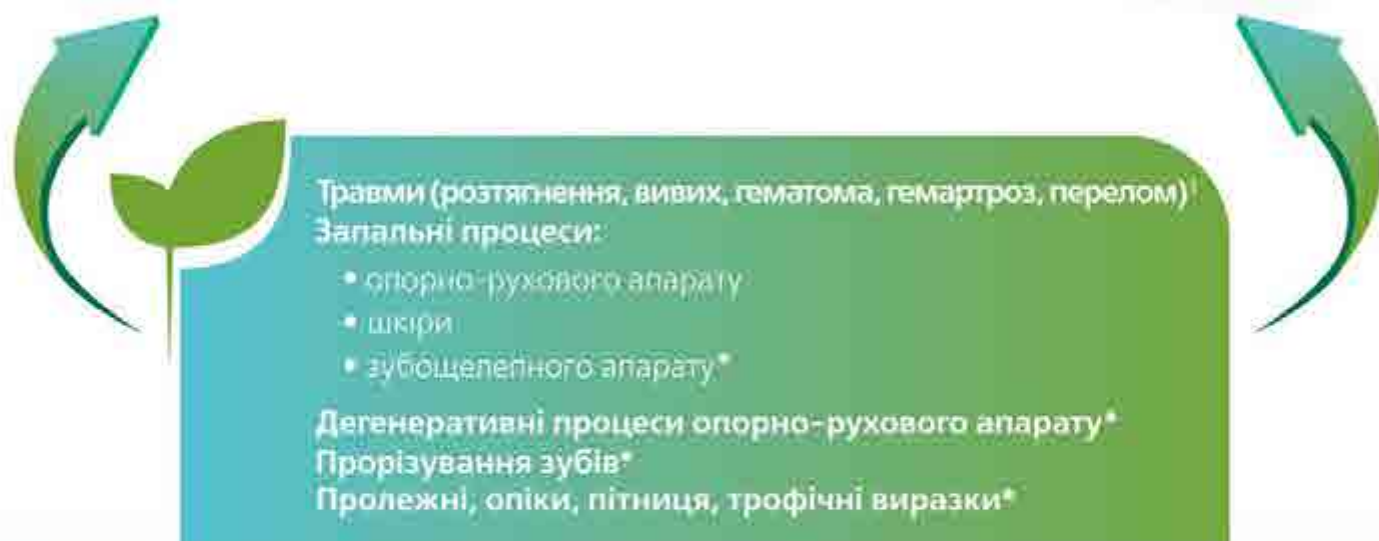 Травми (розтягнення, вивих, гематома, гемартроз, перелом)¹
Запальні процеси:
• опорно-рухового апарату
• шкіри
• зубощелепного апарату*
Дегенеративні процеси опорно-рухового апарату*
Прорізування зубів*
Пролежні, опіки, пітниця, трофічні виразки*